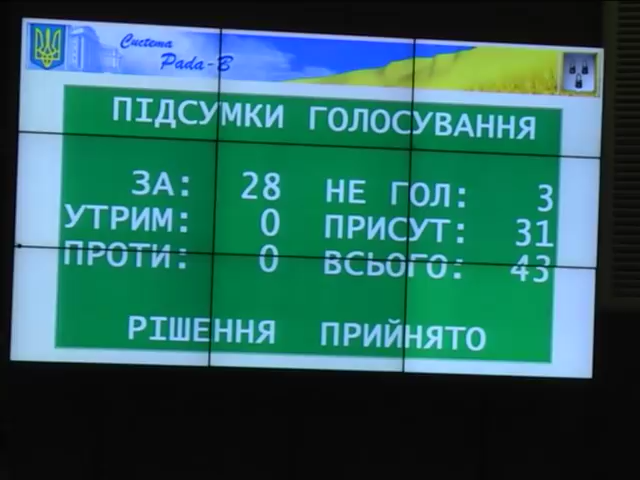 Система
Рада-В
ПІДСУМКИ ГОЛОСУВАННЯ
ЗА: 28 НЕ ГОЛ: 3
УТРИМ: 0 ПРИСУТ: 31
ПРОТИ: 0 ВСЬОГО: 43
РІШЕННЯ ПРИЙНЯТО